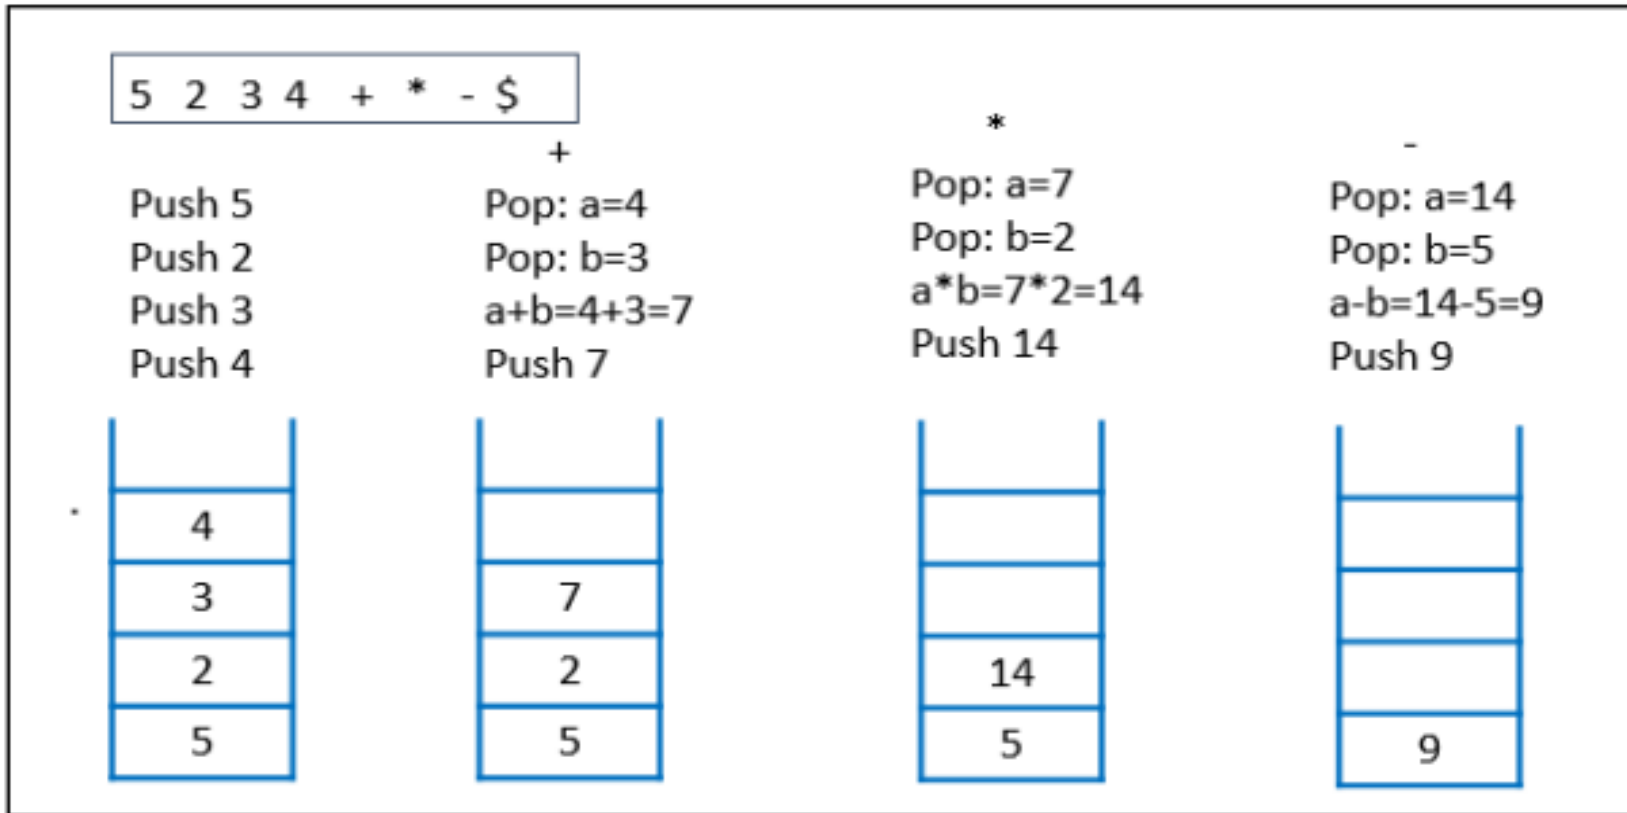 5 2 3 4 + * - $
Push 5
Push 2
Push 3
Push 4
4
3
2
5
+
Pop: a=4
Pop: b=3
a+b=4+3=7
Push 7
7
2
5
*
Pop: a=7
Pop: b=2
a*b=7*2=14
Push 14
14
5
-
Pop: a=14
Pop: b=5
a-b=14-5=9
Push 9
9